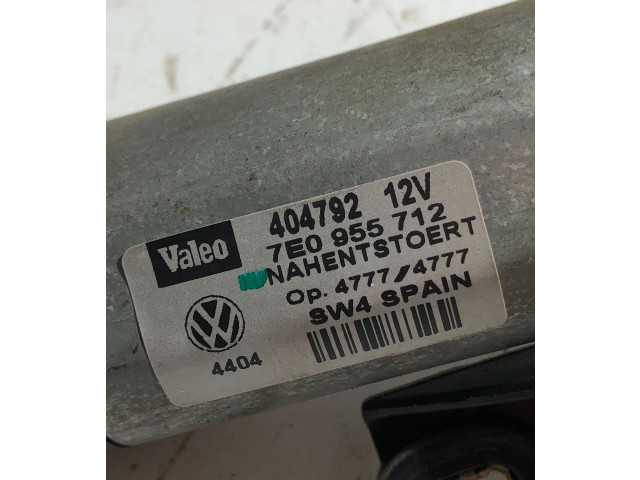 Valeo
404792 12V
7E0 955 712
NAHENTSTOERT
Op. 4777/4777
SW4 SPAIN
4404